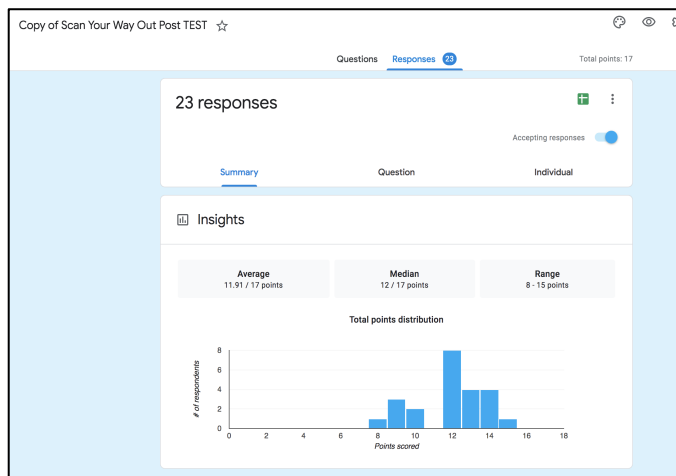 Copy of Scan Your Way Out Post TEST
Questions Responses 23 Total points: 17
23 responses
Accepting responses
Summary Question Individual
Insights
Average Median Range
11.91 / 17 points 12 / 17 points 8 - 15 points
Total points distribution
8
6
4
2
0
# of respondents
0 2 4 6 8 10 12 14 16 18
Points scored